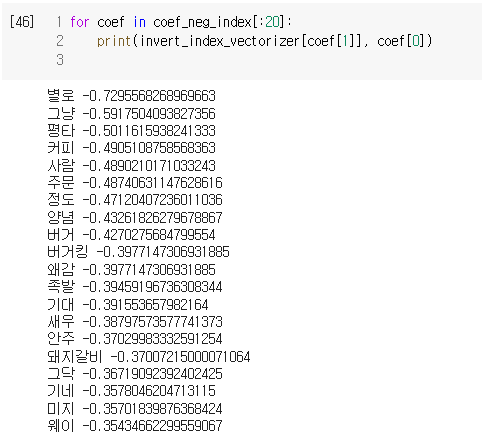 [46] 1 for coef in coef_neg_index[:20]:
2 print(invert_index_vectorizer[coef[1]], coef[0])
3
별로 -0.7295568268969663
그냥 -0.5917504093827356
평타 -0.5011615938241333
커피 -0.4905108758568363
사람 -0.4890210171033243
주문 -0.48740631147628616
정도 -0.47120407236011036
양념 -0.43261826279678867
버거 -0.4270275684799554
버거킹 -0.3977147306931885
왜감 -0.3977147306931885
족발 -0.39459196736308344
기대 -0.391553657982164
새우 -0.38797573577741373
안주 -0.37029983332591254
돼지갈비 -0.37007215000071064
그닥 -0.36719092392402425
기네 -0.3578046204713115
미지 -0.35701839876368424
웨이 -0.35434662299559067